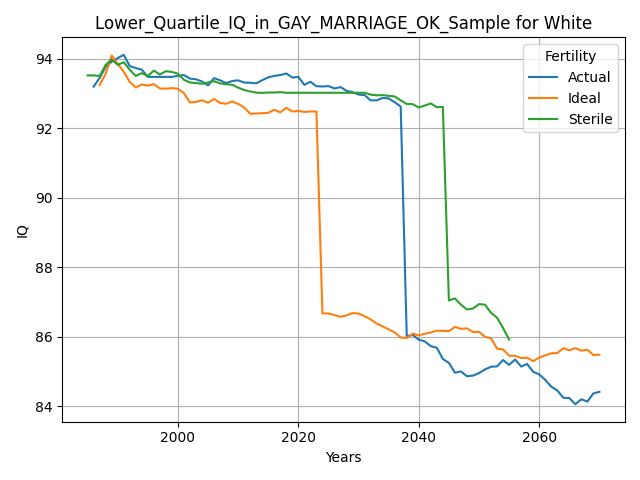 Lower_Quartile_IQ_in_GAY_MARRIAGE_OK_Sample for White
Fertility
Actual
Ideal
Sterile
94
92
90
88
86
84
IQ
2000
2020
2040
2060
Years